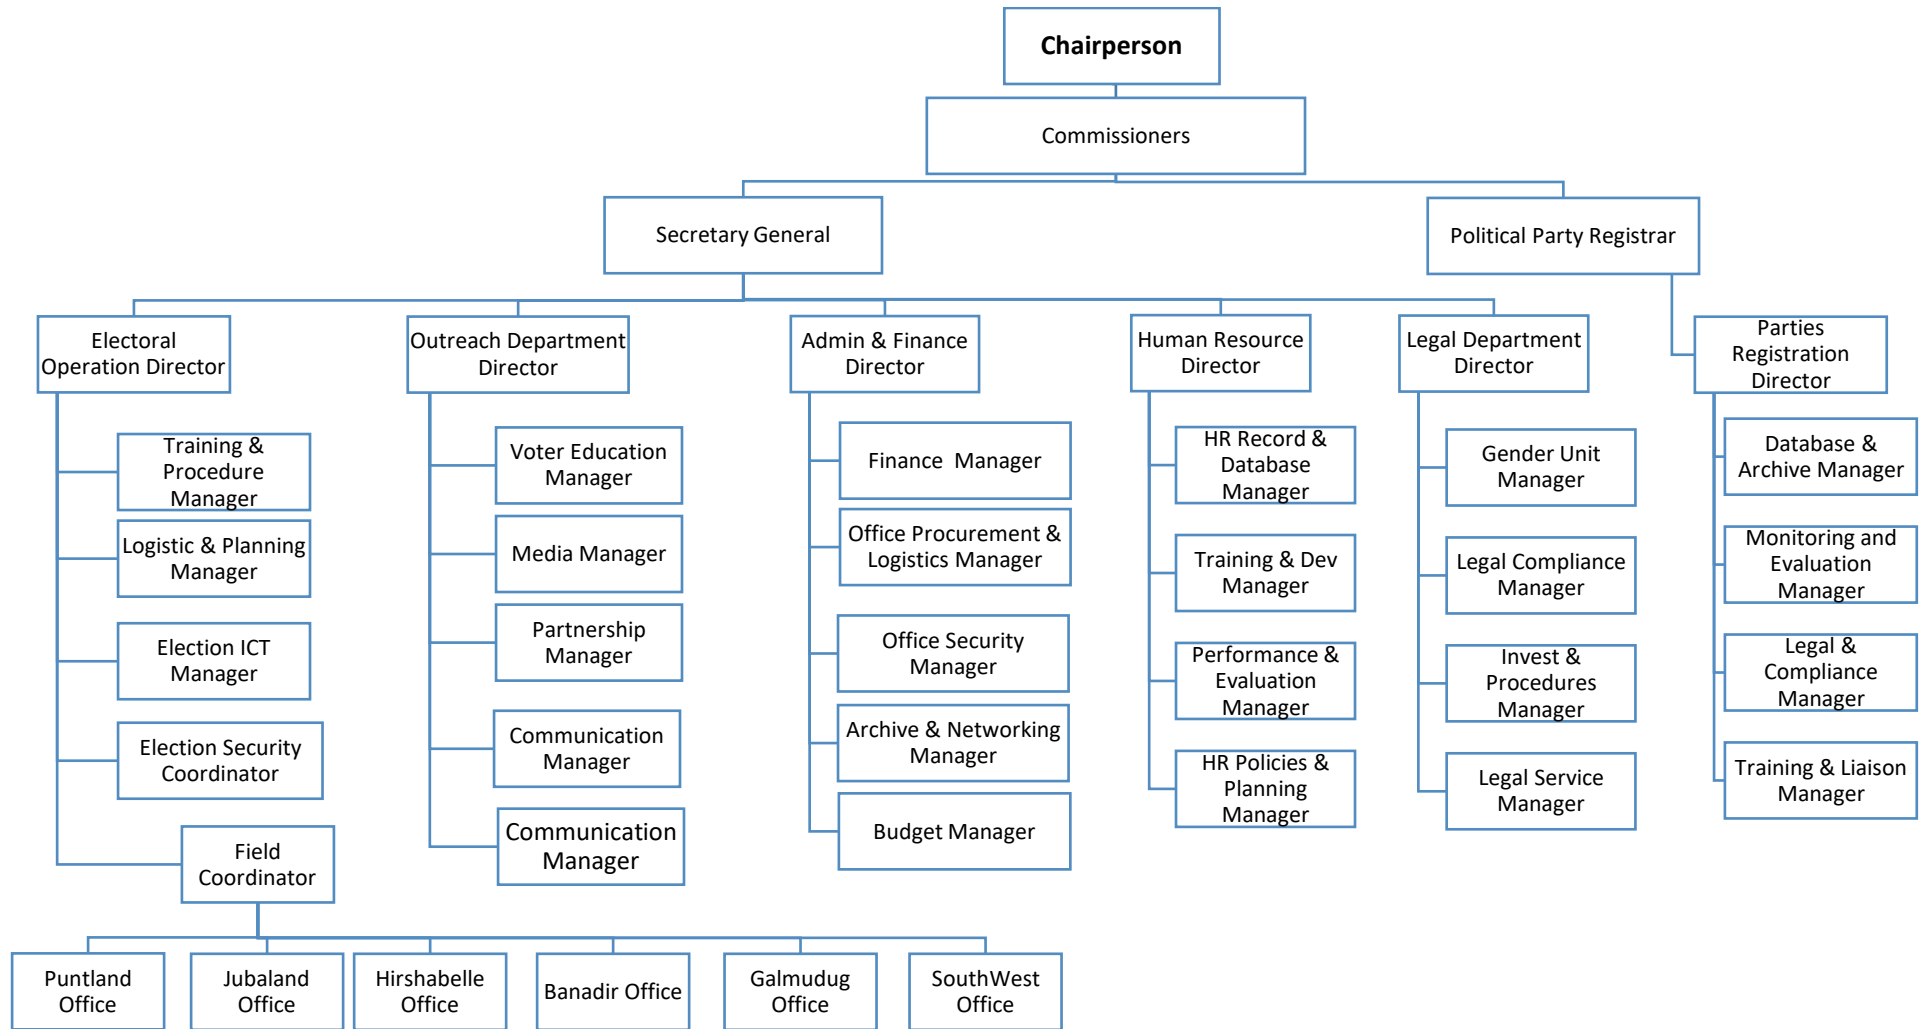 Chairperson
Commissioners
Secretary General
Political Party Registrar
Electoral
Operation Director
Outreach Department
Director
Admin & Finance
Director
Human Resource
Director
Legal Department
Director
Parties
Registration
Director
Training &
Procedure
Manager
Logistic & Planning
Manager
Election ICT
Manager
Election Security
Coordinator
Field
Coordinator
Voter Education
Manager
Media Manager
Partnership
Manager
Communication
Manager
Communication
Manager
Finance  Manager
Office Procurement &
Logistics Manager
Office Security
Manager
Archive & Networking
Manager
Budget Manager
HR Record &
Database
Manager
Training & Dev
Manager
Performance &
Evaluation
Manager
HR Policies &
Planning
Manager
Gender Unit
Manager
Legal Compliance
Manager
Invest &
Procedures
Manager
Legal Service
Manager
Database &
Archive Manager
Monitoring and
Evaluation
Manager
Legal &
Compliance
Manager
Training & Liaison
Manager
Puntland
Office
Jubaland
Office
Hirshabelle
Office
Banadir Office
Galmudug
Office
SouthWest
Office